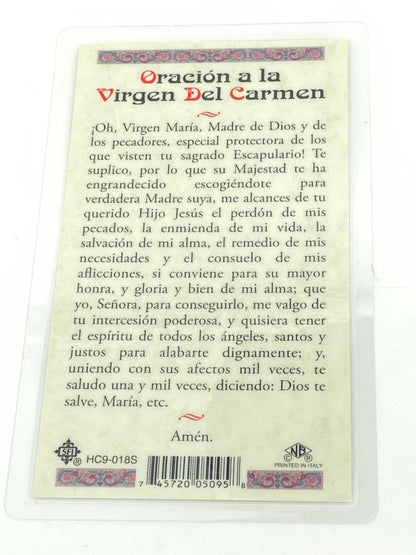 Oración a la
Virgen Del Carmen
¡Oh, Virgen María, Madre de Dios y de
los pecadores, especial protectora de los
que visten tu sagrado Escapulario! Te
suplico, por lo que su Majestad te ha
engrandecido escogiéndote para
verdadera Madre suya, me alcances de tu
querido Hijo Jesús el perdón de mis
pecados, la enmienda de mi vida, la
salvación de mi alma, el remedio de mis
necesidades y el consuelo de mis
aflicciones, si conviene para su mayor
honra, y gloria y bien de mi alma; que
yo, Señora, para conseguirlo, me valgo de
tu intercesión poderosa, y quisiera tener
el espíritu de todos los ángeles, santos y
justos para alabarte dignamente; y,
uniendo con sus afectos mil veces, te
saludo una y mil veces, diciendo: Dios te
salve, María, etc.
Amén.
SFI ® HC9-018S
PRINTED IN ITALY
7 45720 05095 8